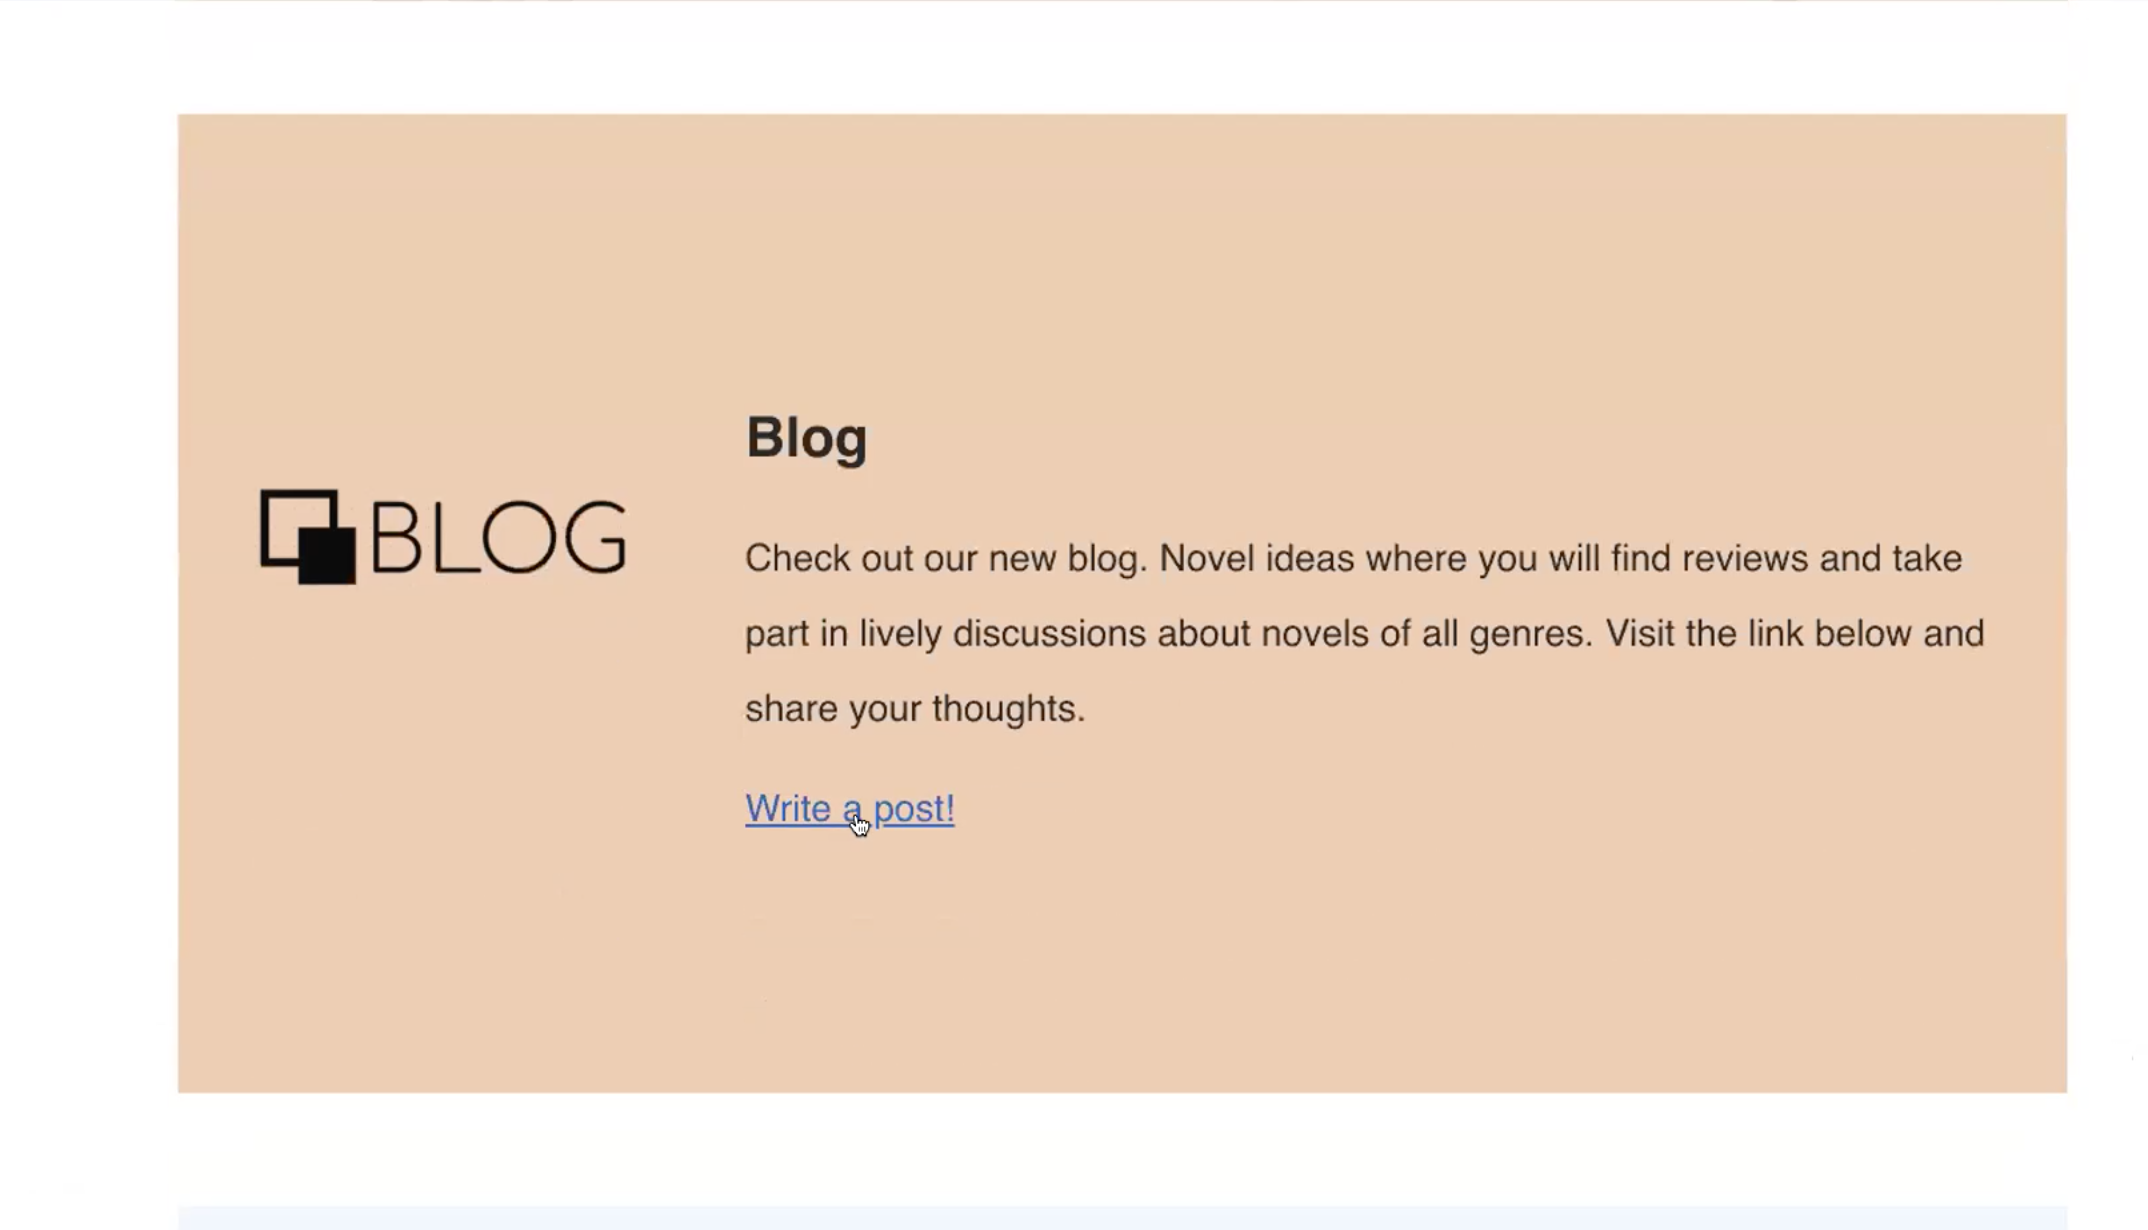 Blog
BLOG
Check out our new blog. Novel ideas where you will find reviews and take
part in lively discussions about novels of all genres. Visit the link below and
share your thoughts.
Write a post!